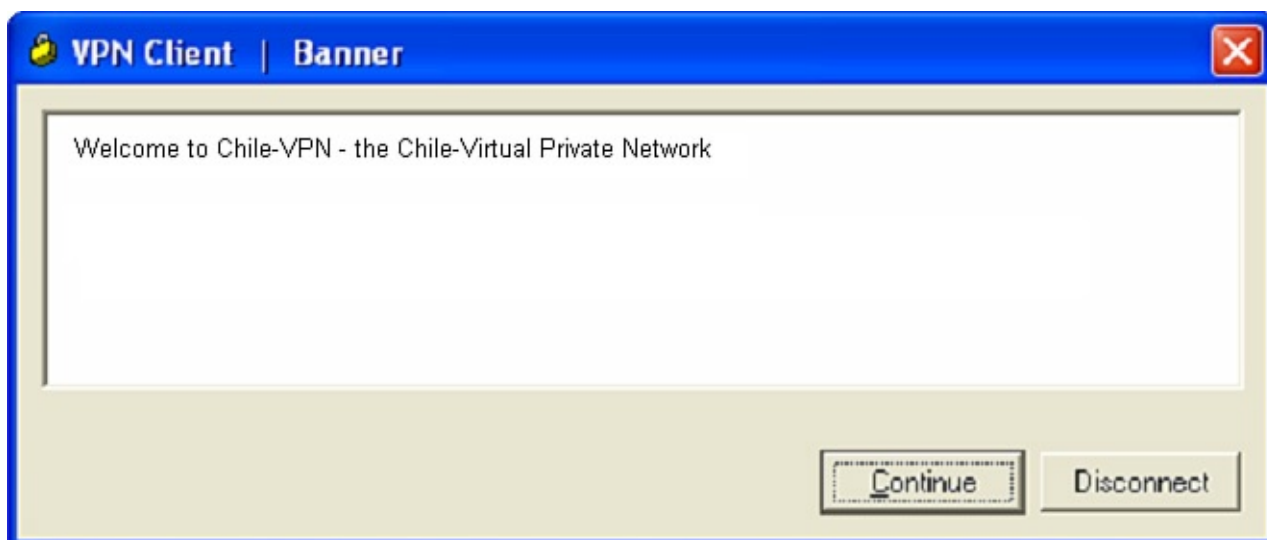 VPN Client | Banner
Welcome to Chile-VPN - the Chile-Virtual Private Network
Continue Disconnect